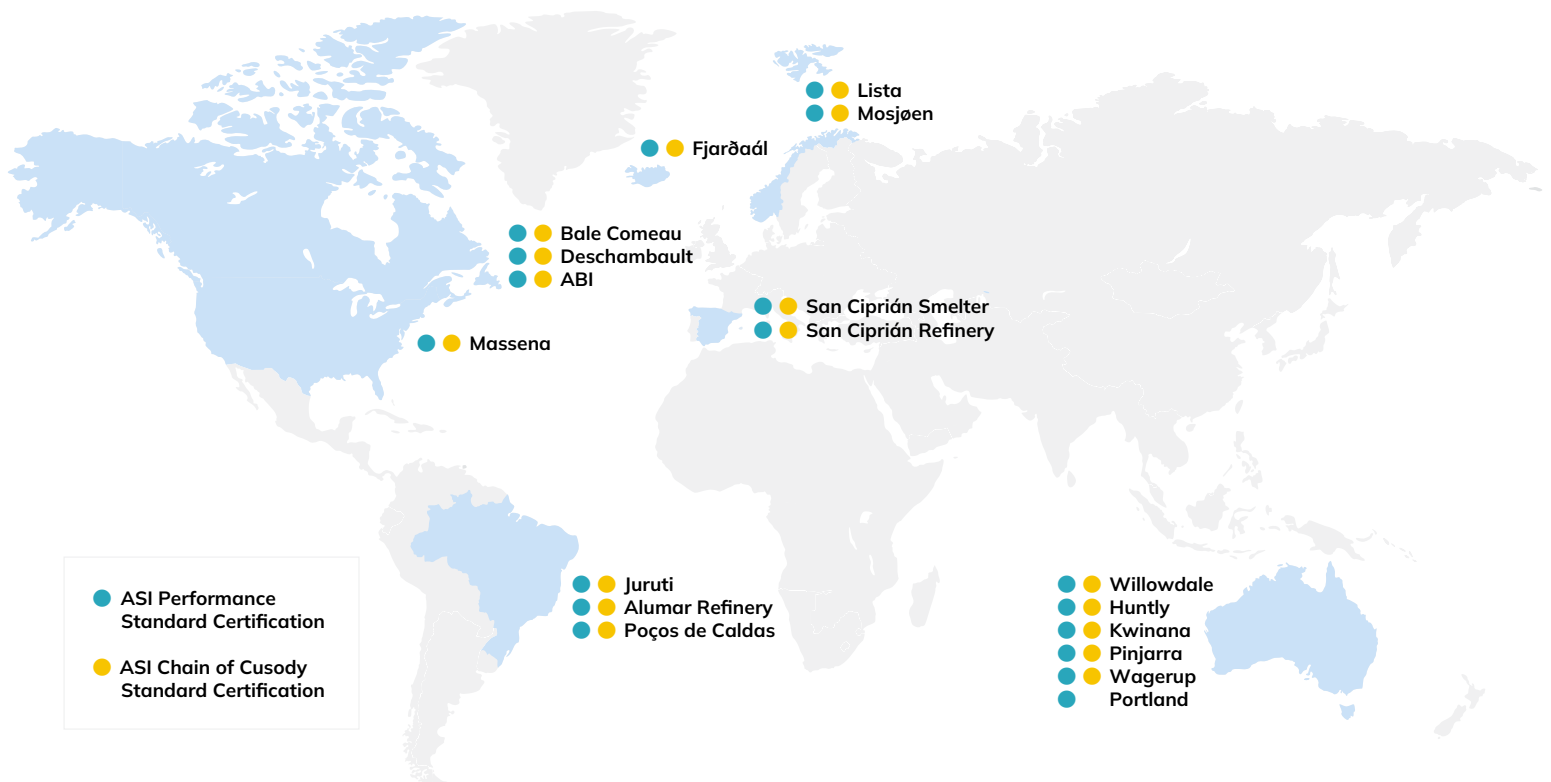 Lista
Mosjøen
Fjarðaál
Bale Comeau
Deschambault
ABI
San Ciprián Smelter
San Ciprián Refinery
Massena
Juruti
Alumar Refinery
Poços de Caldas
Willowdale
Huntly
Kwinana
Pinjarra
Wagerup
Portland
ASI Performance
Standard Certification
ASI Chain of Cusody
Standard Certification